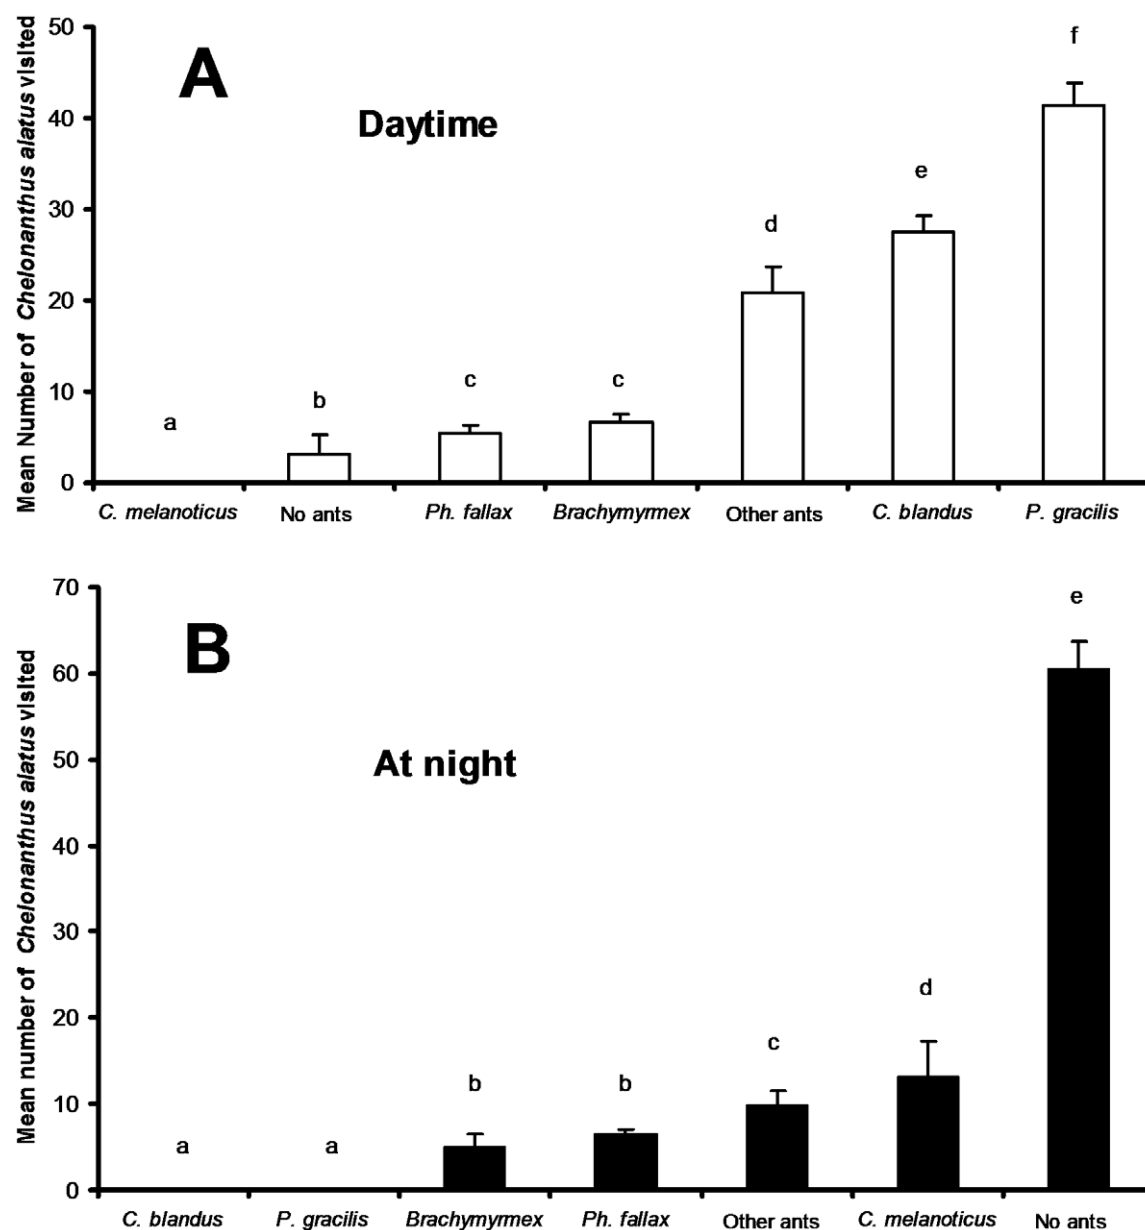 A
Daytime
Mean Number of Chelonanthus alatus visited
50
40
30
20
10
0
a
b
c
c
d
e
f
C. melanoticus No ants Ph. fallax Brachymyrmex Other ants C. blandus P. gracilis
B
At night
Mean number of Chelonanthus alatus visited
70
60
50
40
30
20
10
0
a
a
b
b
c
d
e
C. blandus P. gracilis Brachymyrmex Ph. fallax Other ants C. melanoticus No ants